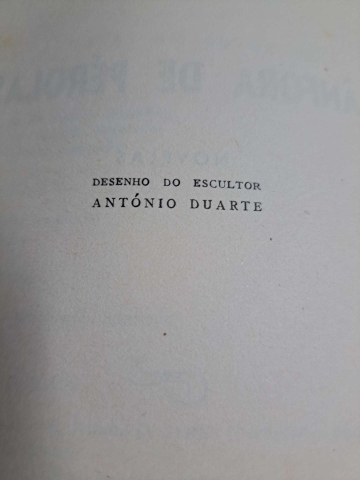 DESENHO DO ESCULTOR
ANTÓNIO DUARTE